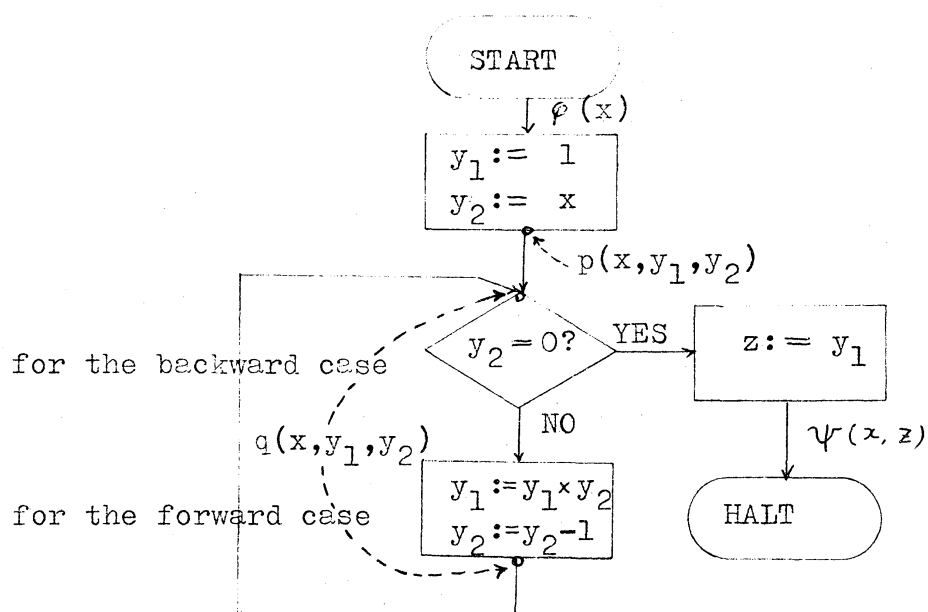 START
φ(x)
y₁:= 1
y₂:= x
p(x,y₁,y₂)
y₂=0?
YES
z:= y₁
for the backward case
NO
ψ(x,z)
q(x,y₁,y₂)
y₁:=y₁×y₂
y₂:=y₂-1
for the forward case
HALT